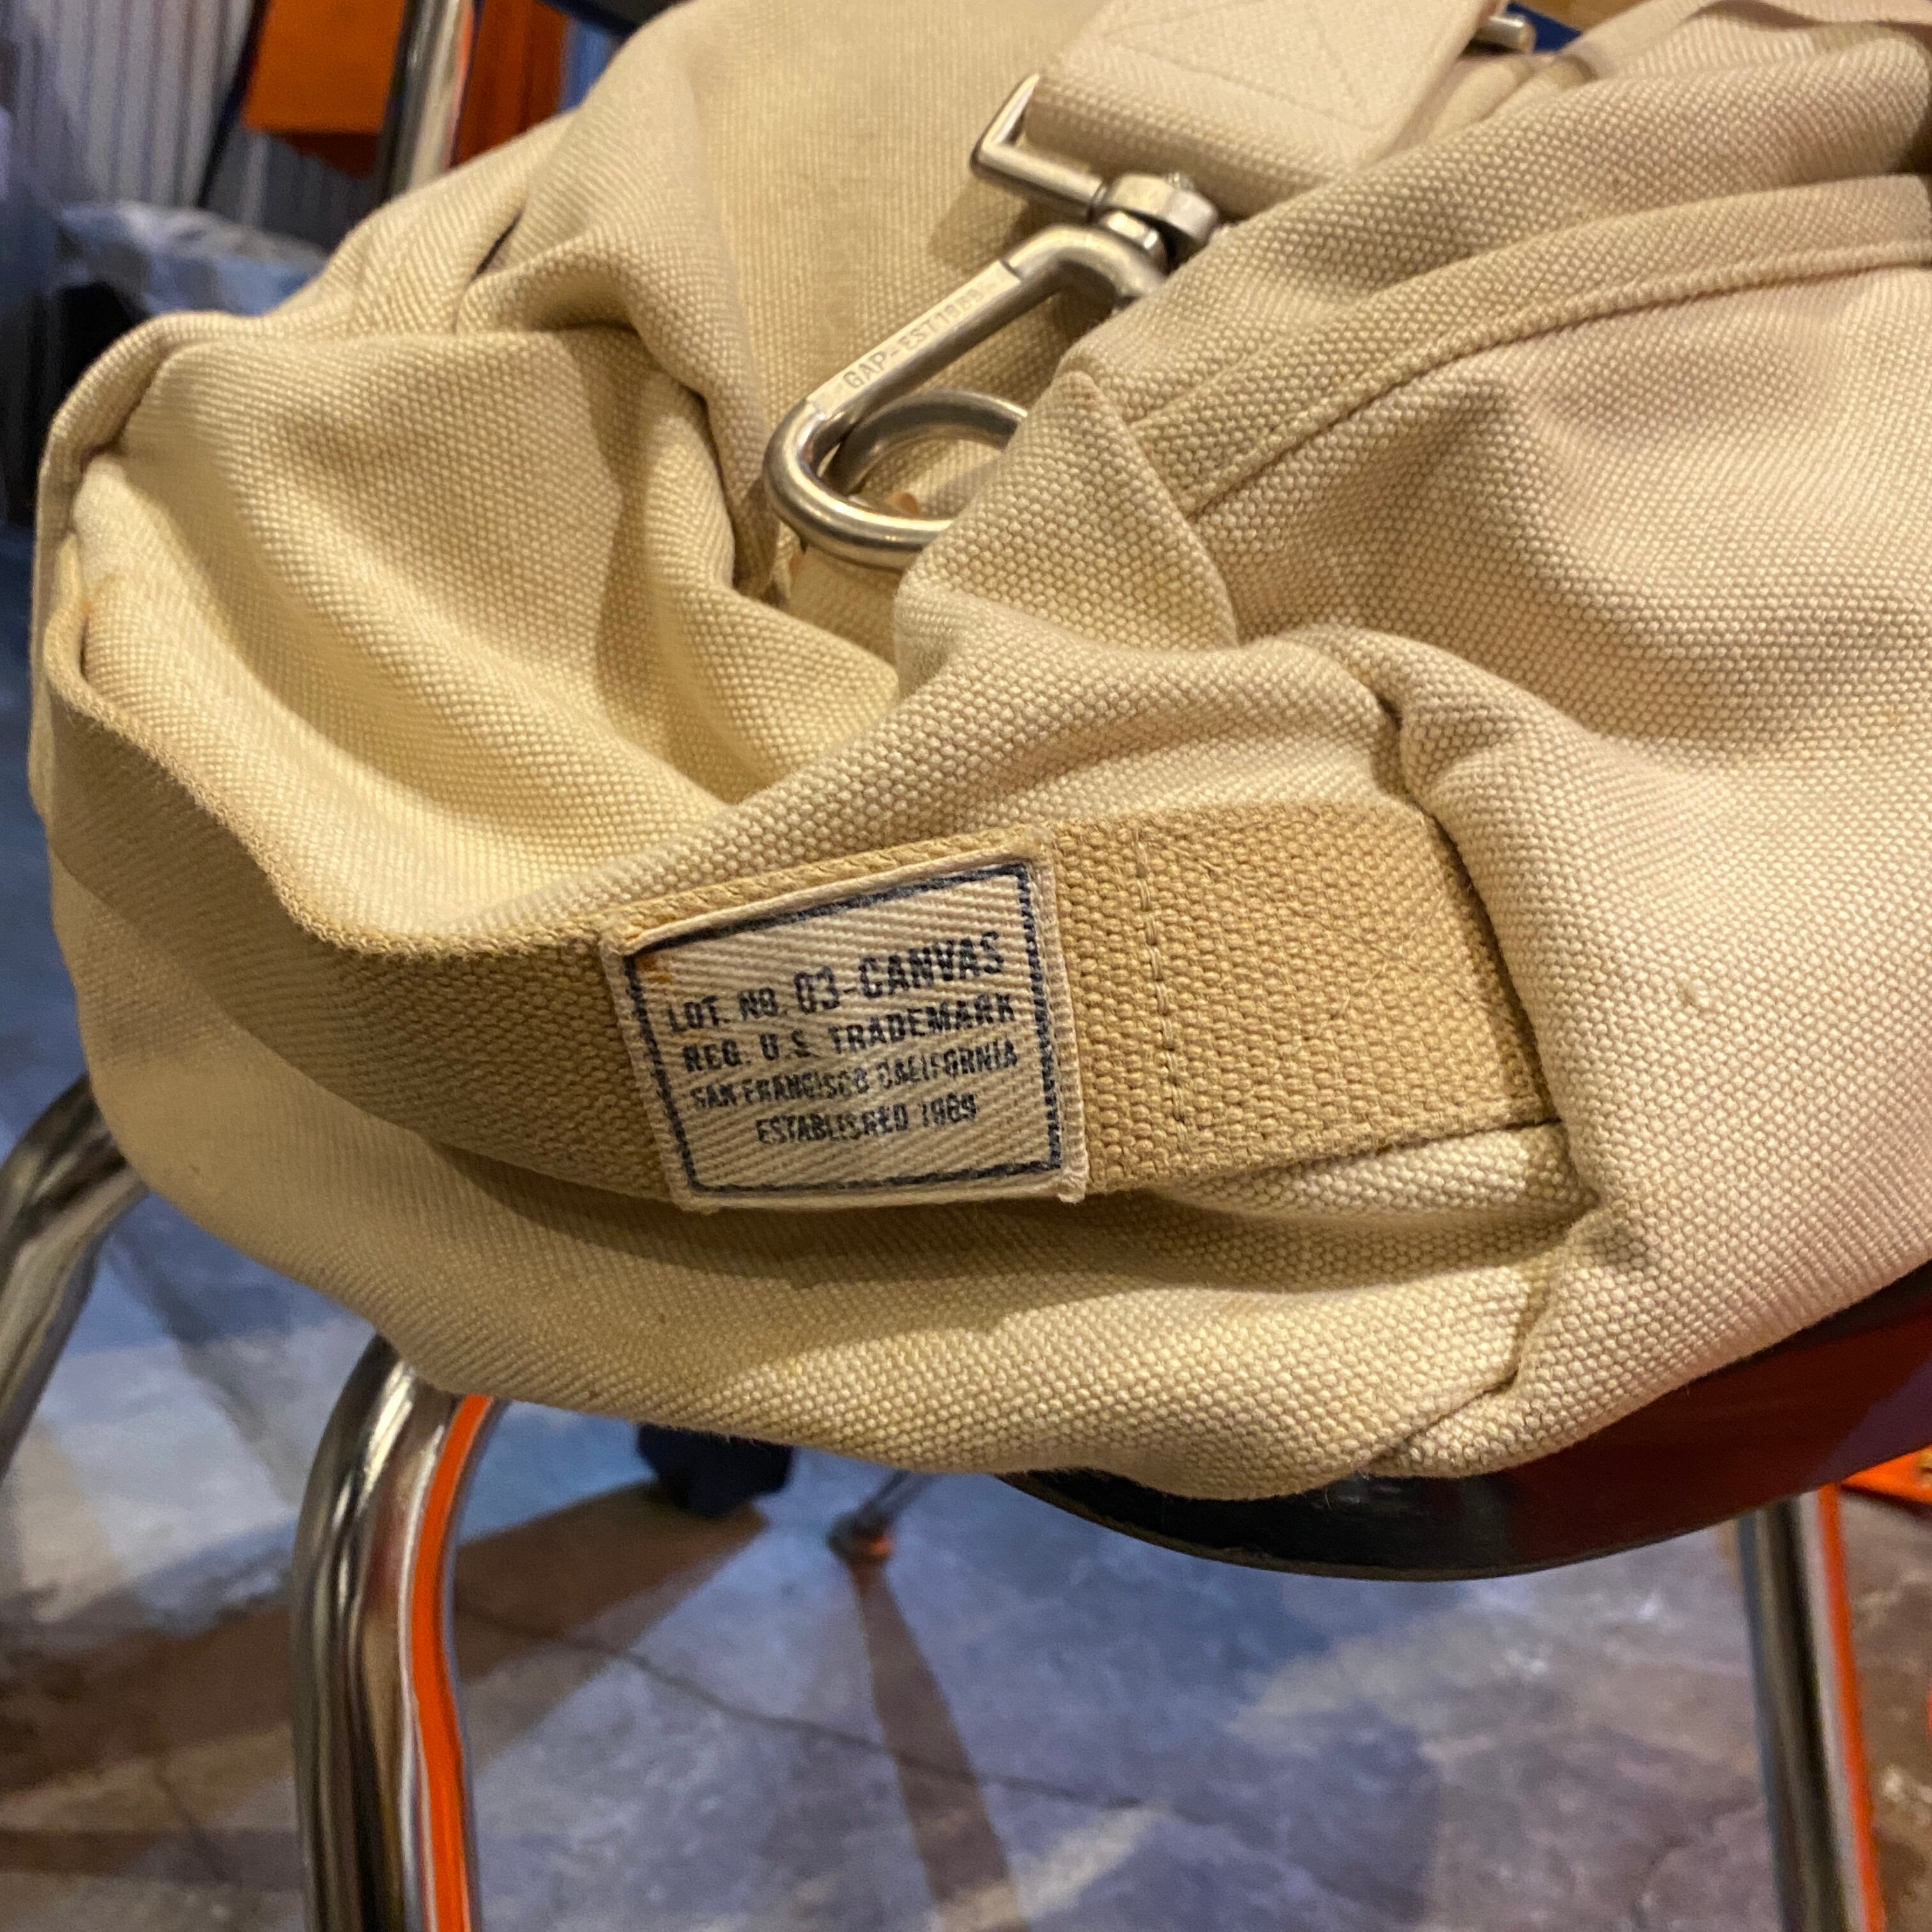 GAP-EST 1969
LOT. NO. 03-CANVAS
REG. U.S. TRADEMARK
SAN FRANCISCO CALIFORNIA
ESTABLISHED 1969